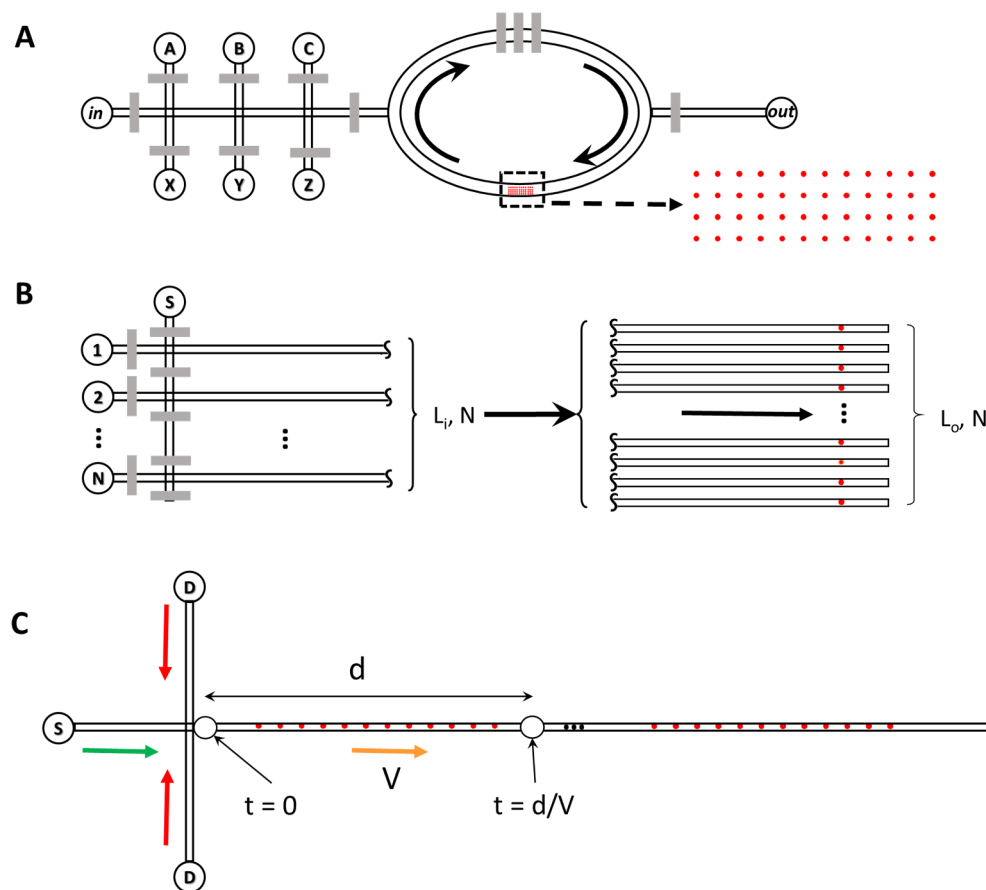 A
A B C
in
out
X Y Z
B
S
1
2
N
Lᵢ, N
Lₒ, N
C
D
d
S
V
t = 0
t = d/V
D